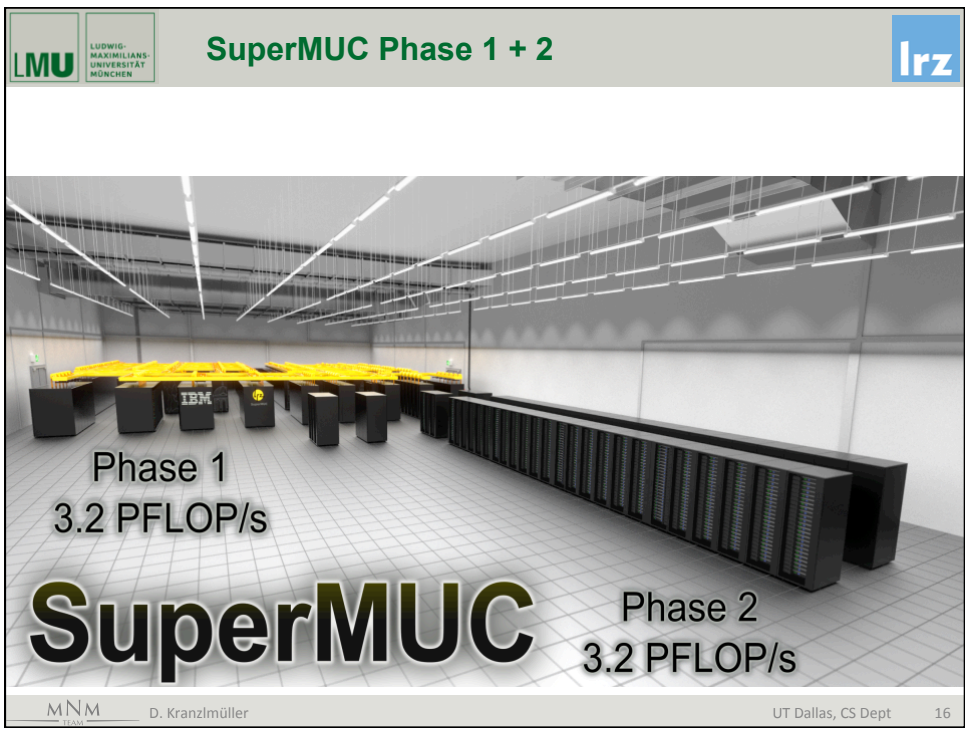 LMU
LUDWIG-
MAXIMILIANS-
UNIVERSITÄT
MÜNCHEN
SuperMUC Phase 1 + 2
lrz
IBM
lrz
Phase 1
3.2 PFLOP/s
SuperMUC
Phase 2
3.2 PFLOP/s
MNM
TEAM
D. Kranzlmüller
UT Dallas, CS Dept
16